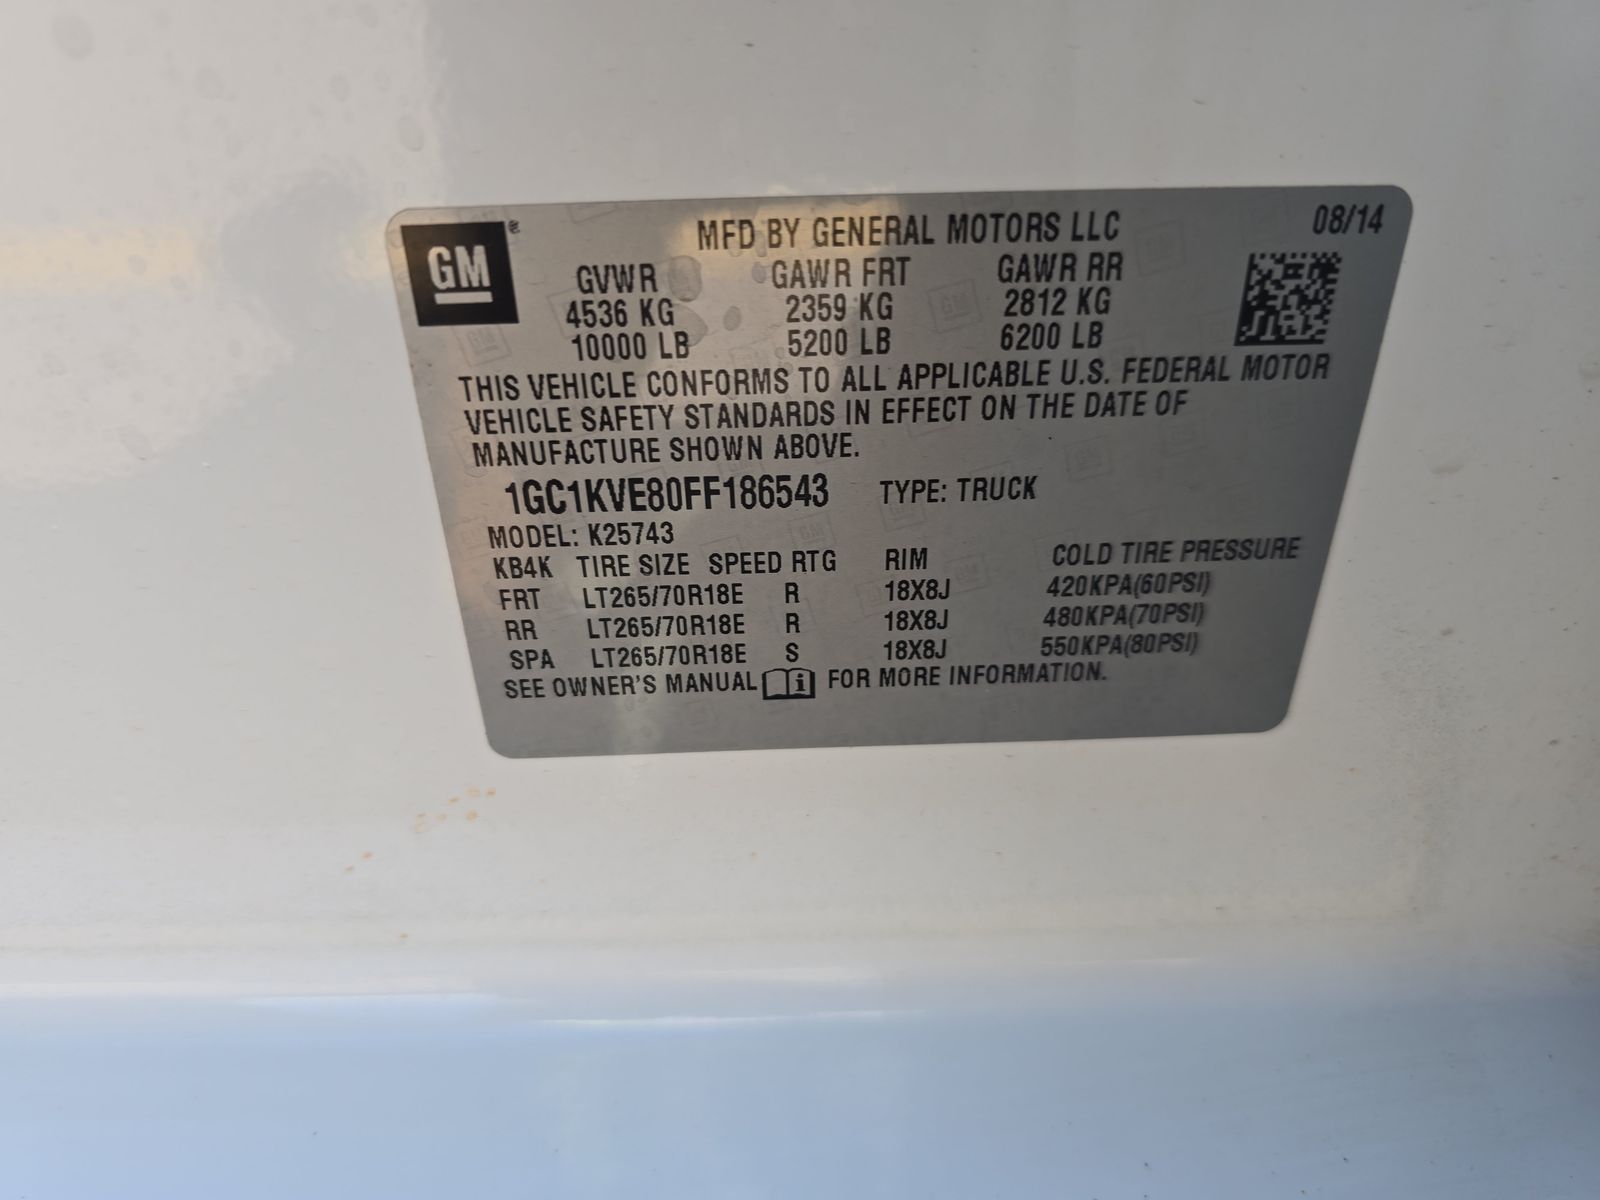 GM ®
MFD BY GENERAL MOTORS LLC 08/14
GVWR GAWR FRT GAWR RR
4536 KG 2359 KG 2812 KG
10000 LB 5200 LB 6200 LB
THIS VEHICLE CONFORMS TO ALL APPLICABLE U.S. FEDERAL MOTOR
VEHICLE SAFETY STANDARDS IN EFFECT ON THE DATE OF
MANUFACTURE SHOWN ABOVE.
1GC1KVE80FF186543 TYPE: TRUCK
MODEL: K25743
KB4K TIRE SIZE SPEED RTG RIM COLD TIRE PRESSURE
FRT LT265/70R18E R 18X8J 420KPA(60PSI)
RR LT265/70R18E R 18X8J 480KPA(70PSI)
SPA LT265/70R18E S 18X8J 550KPA(80PSI)
SEE OWNER'S MANUAL i FOR MORE INFORMATION.